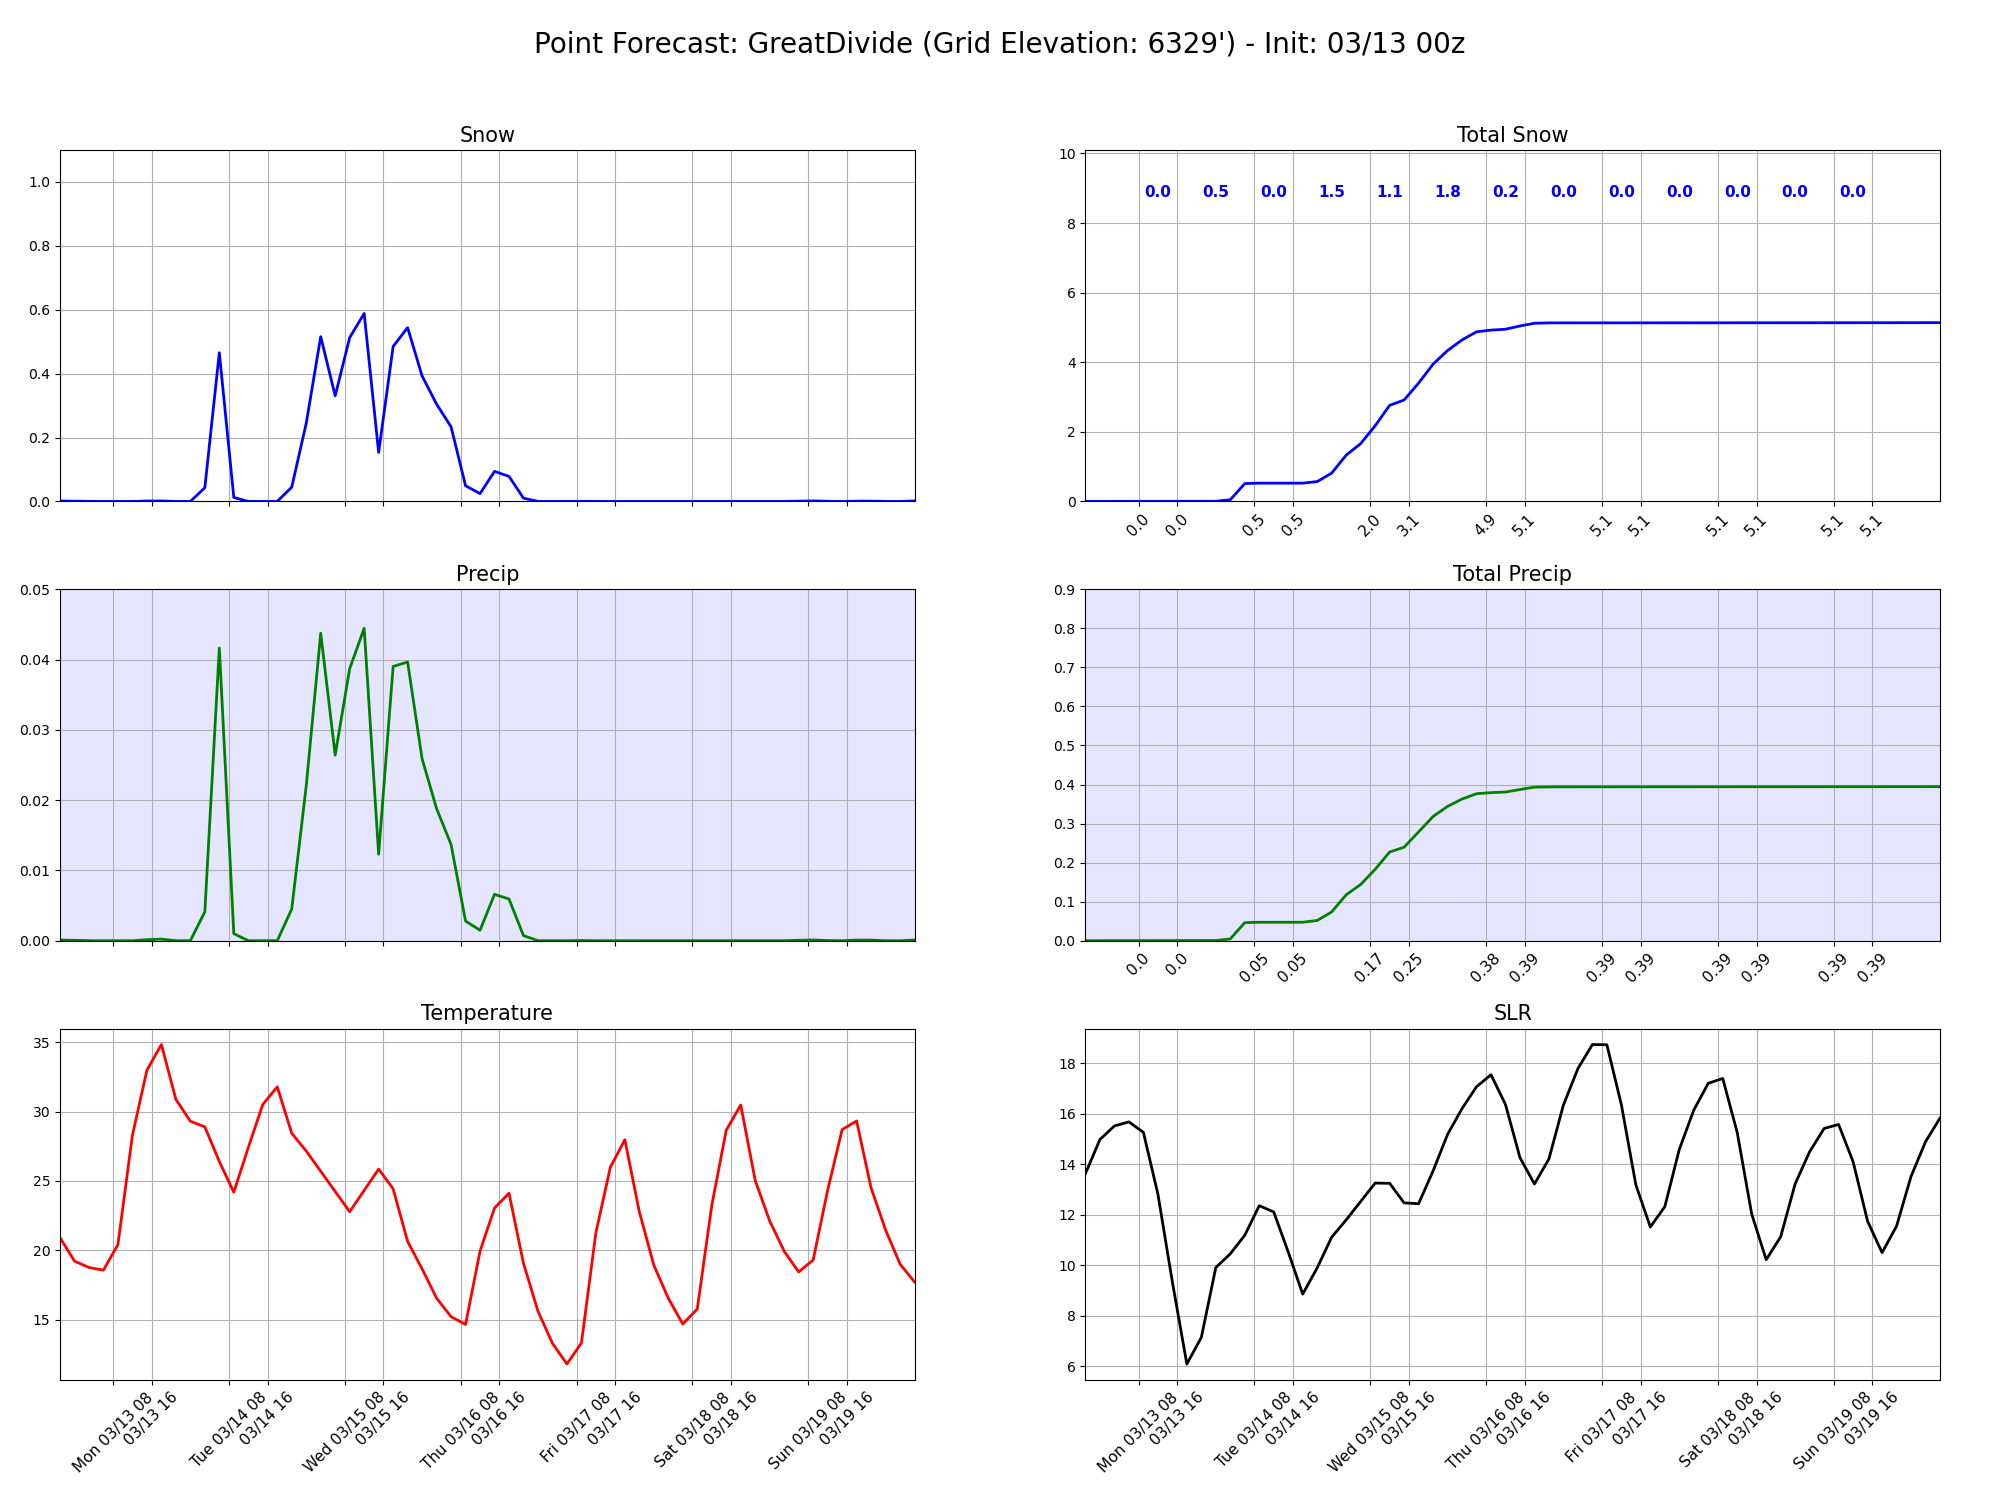 Point Forecast: GreatDivide (Grid Elevation: 6329') - Init: 03/13 00z
Snow
1.0
0.8
0.6
0.4
0.2
0.0
Total Snow
10
8
6
4
2
0
0.0 0.5 0.0 1.5 1.1 1.8 0.2 0.0 0.0 0.0 0.0 0.0 0.0
0.0 0.0 0.5 0.5 2.0 3.1 4.9 5.1 5.1 5.1 5.1 5.1 5.1 5.1
Precip
0.05
0.04
0.03
0.02
0.01
0.00
Total Precip
0.9
0.8
0.7
0.6
0.5
0.4
0.3
0.2
0.1
0.0
0.0 0.0 0.05 0.05 0.17 0.25 0.38 0.39 0.39 0.39 0.39 0.39 0.39 0.39
Temperature
35
30
25
20
15
Mon 03/13 08
03/13 16
Tue 03/14 08
03/14 16
Wed 03/15 08
03/15 16
Thu 03/16 08
03/16 16
Fri 03/17 08
03/17 16
Sat 03/18 08
03/18 16
Sun 03/19 08
03/19 16
SLR
18
16
14
12
10
8
6
Mon 03/13 08
03/13 16
Tue 03/14 08
03/14 16
Wed 03/15 08
03/15 16
Thu 03/16 08
03/16 16
Fri 03/17 08
03/17 16
Sat 03/18 08
03/18 16
Sun 03/19 08
03/19 16